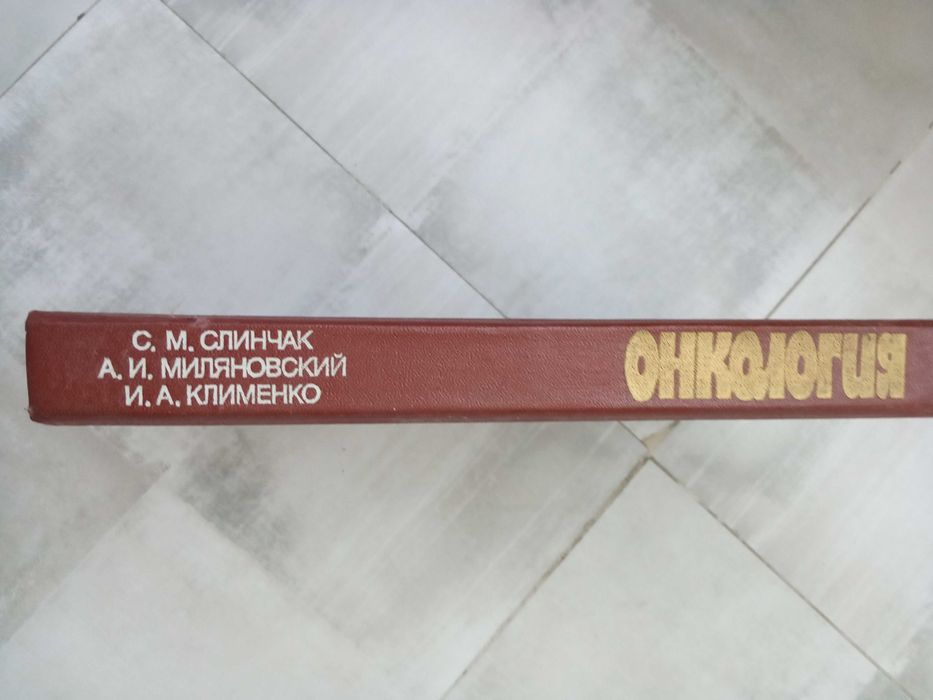 С. М. СЛИНЧАК
А. И. МИЛЯНОВСКИЙ
И. А. КЛИМЕНКО
ОНКОЛОГИЯ